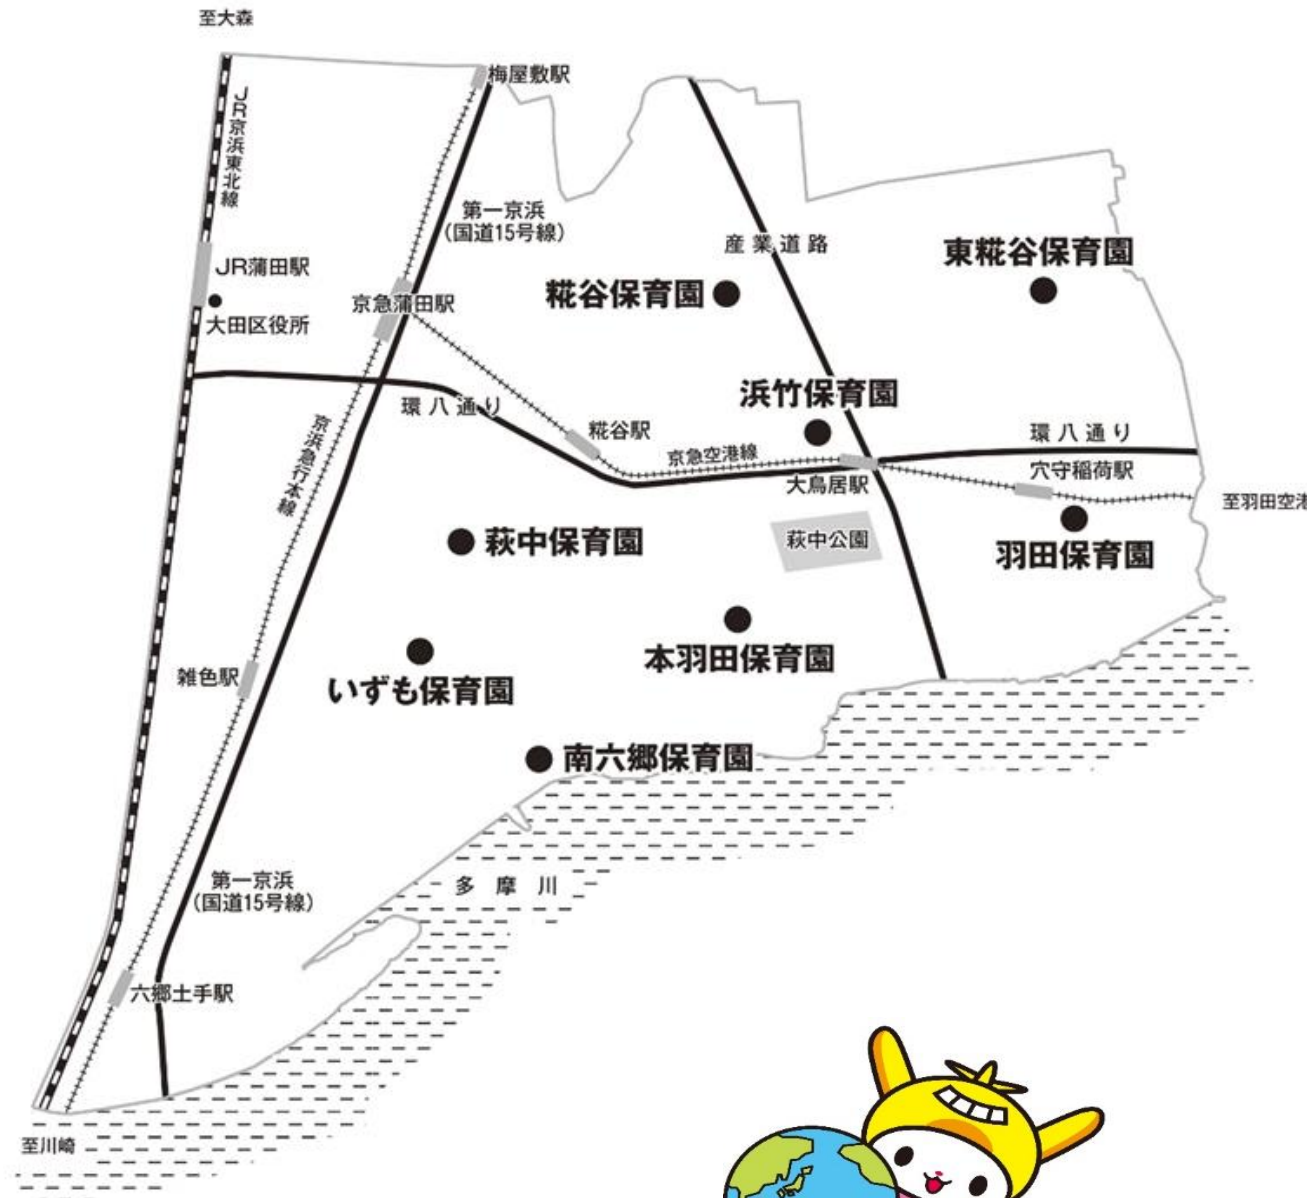 至大森
梅屋敷駅
JR京浜東北線
第一京浜
(国道15号線)
産業道路
東糀谷保育園
JR蒲田駅
糀谷保育園
京急蒲田駅
大田区役所
浜竹保育園
環八通り
糀谷駅
環八通り
京浜急行本線
京急空港線
穴守稲荷駅
大鳥居駅
至羽田空港
萩中保育園
萩中公園
羽田保育園
本羽田保育園
雑色駅
いずも保育園
南六郷保育園
第一京浜
(国道15号線)
多摩川
六郷土手駅
至川崎